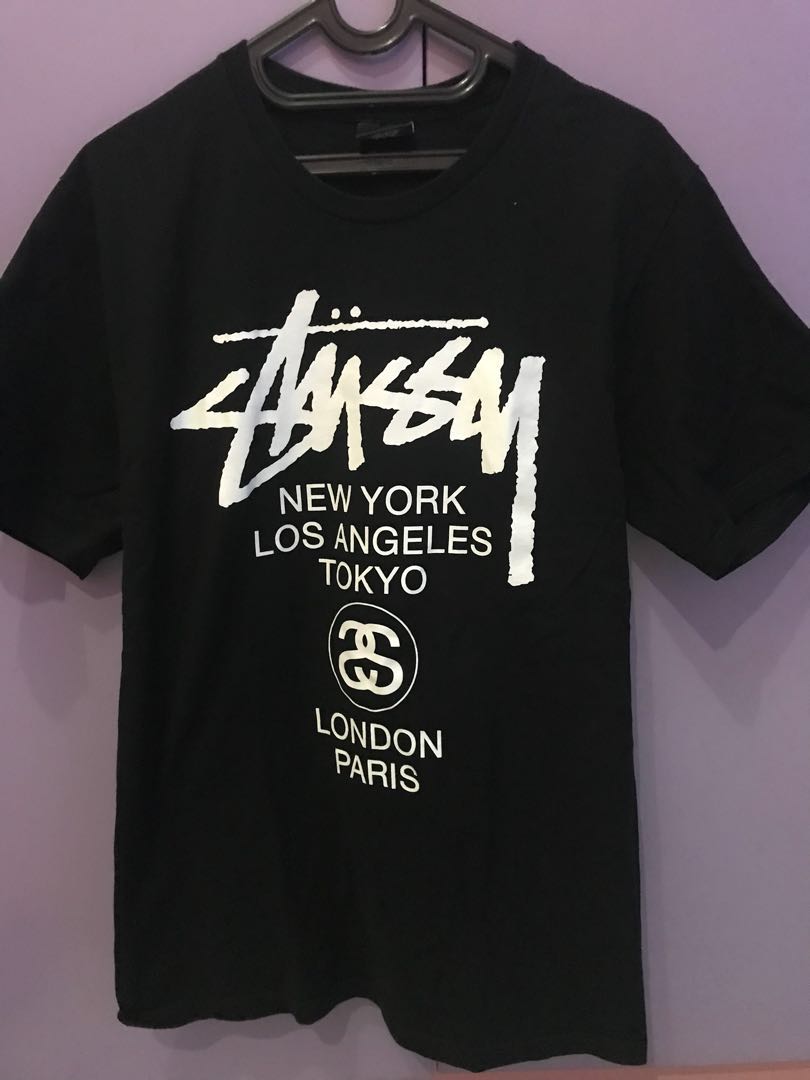 Stüssy
NEW YORK
LOS ANGELES
TOKYO
SS
LONDON
PARIS